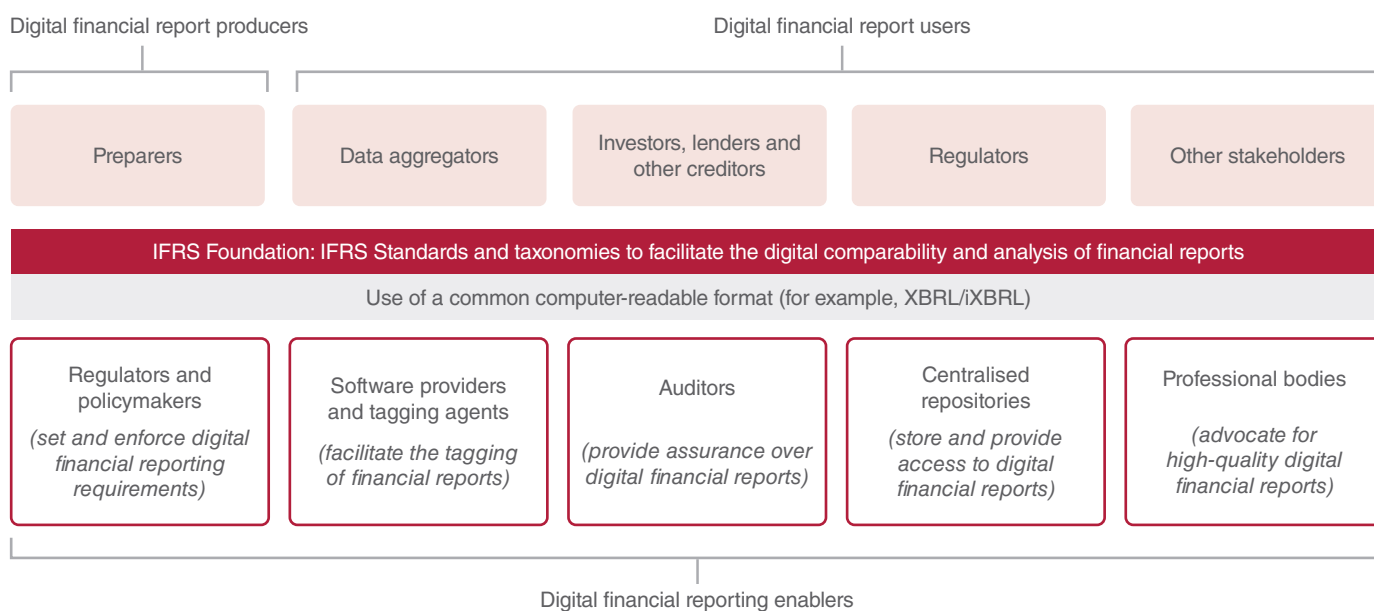 Digital financial report producers
Digital financial report users
Preparers
Data aggregators
Investors, lenders and
other creditors
Regulators
Other stakeholders
IFRS Foundation: IFRS Standards and taxonomies to facilitate the digital comparability and analysis of financial reports
Use of a common computer-readable format (for example, XBRL/iXBRL)
Regulators and
policymakers
(set and enforce digital
financial reporting
requirements)
Software providers
and tagging agents
(facilitate the tagging
of financial reports)
Auditors
(provide assurance over
digital financial reports)
Centralised
repositories
(store and provide
access to digital
financial reports)
Professional bodies
(advocate for
high-quality digital
financial reports)
Digital financial reporting enablers